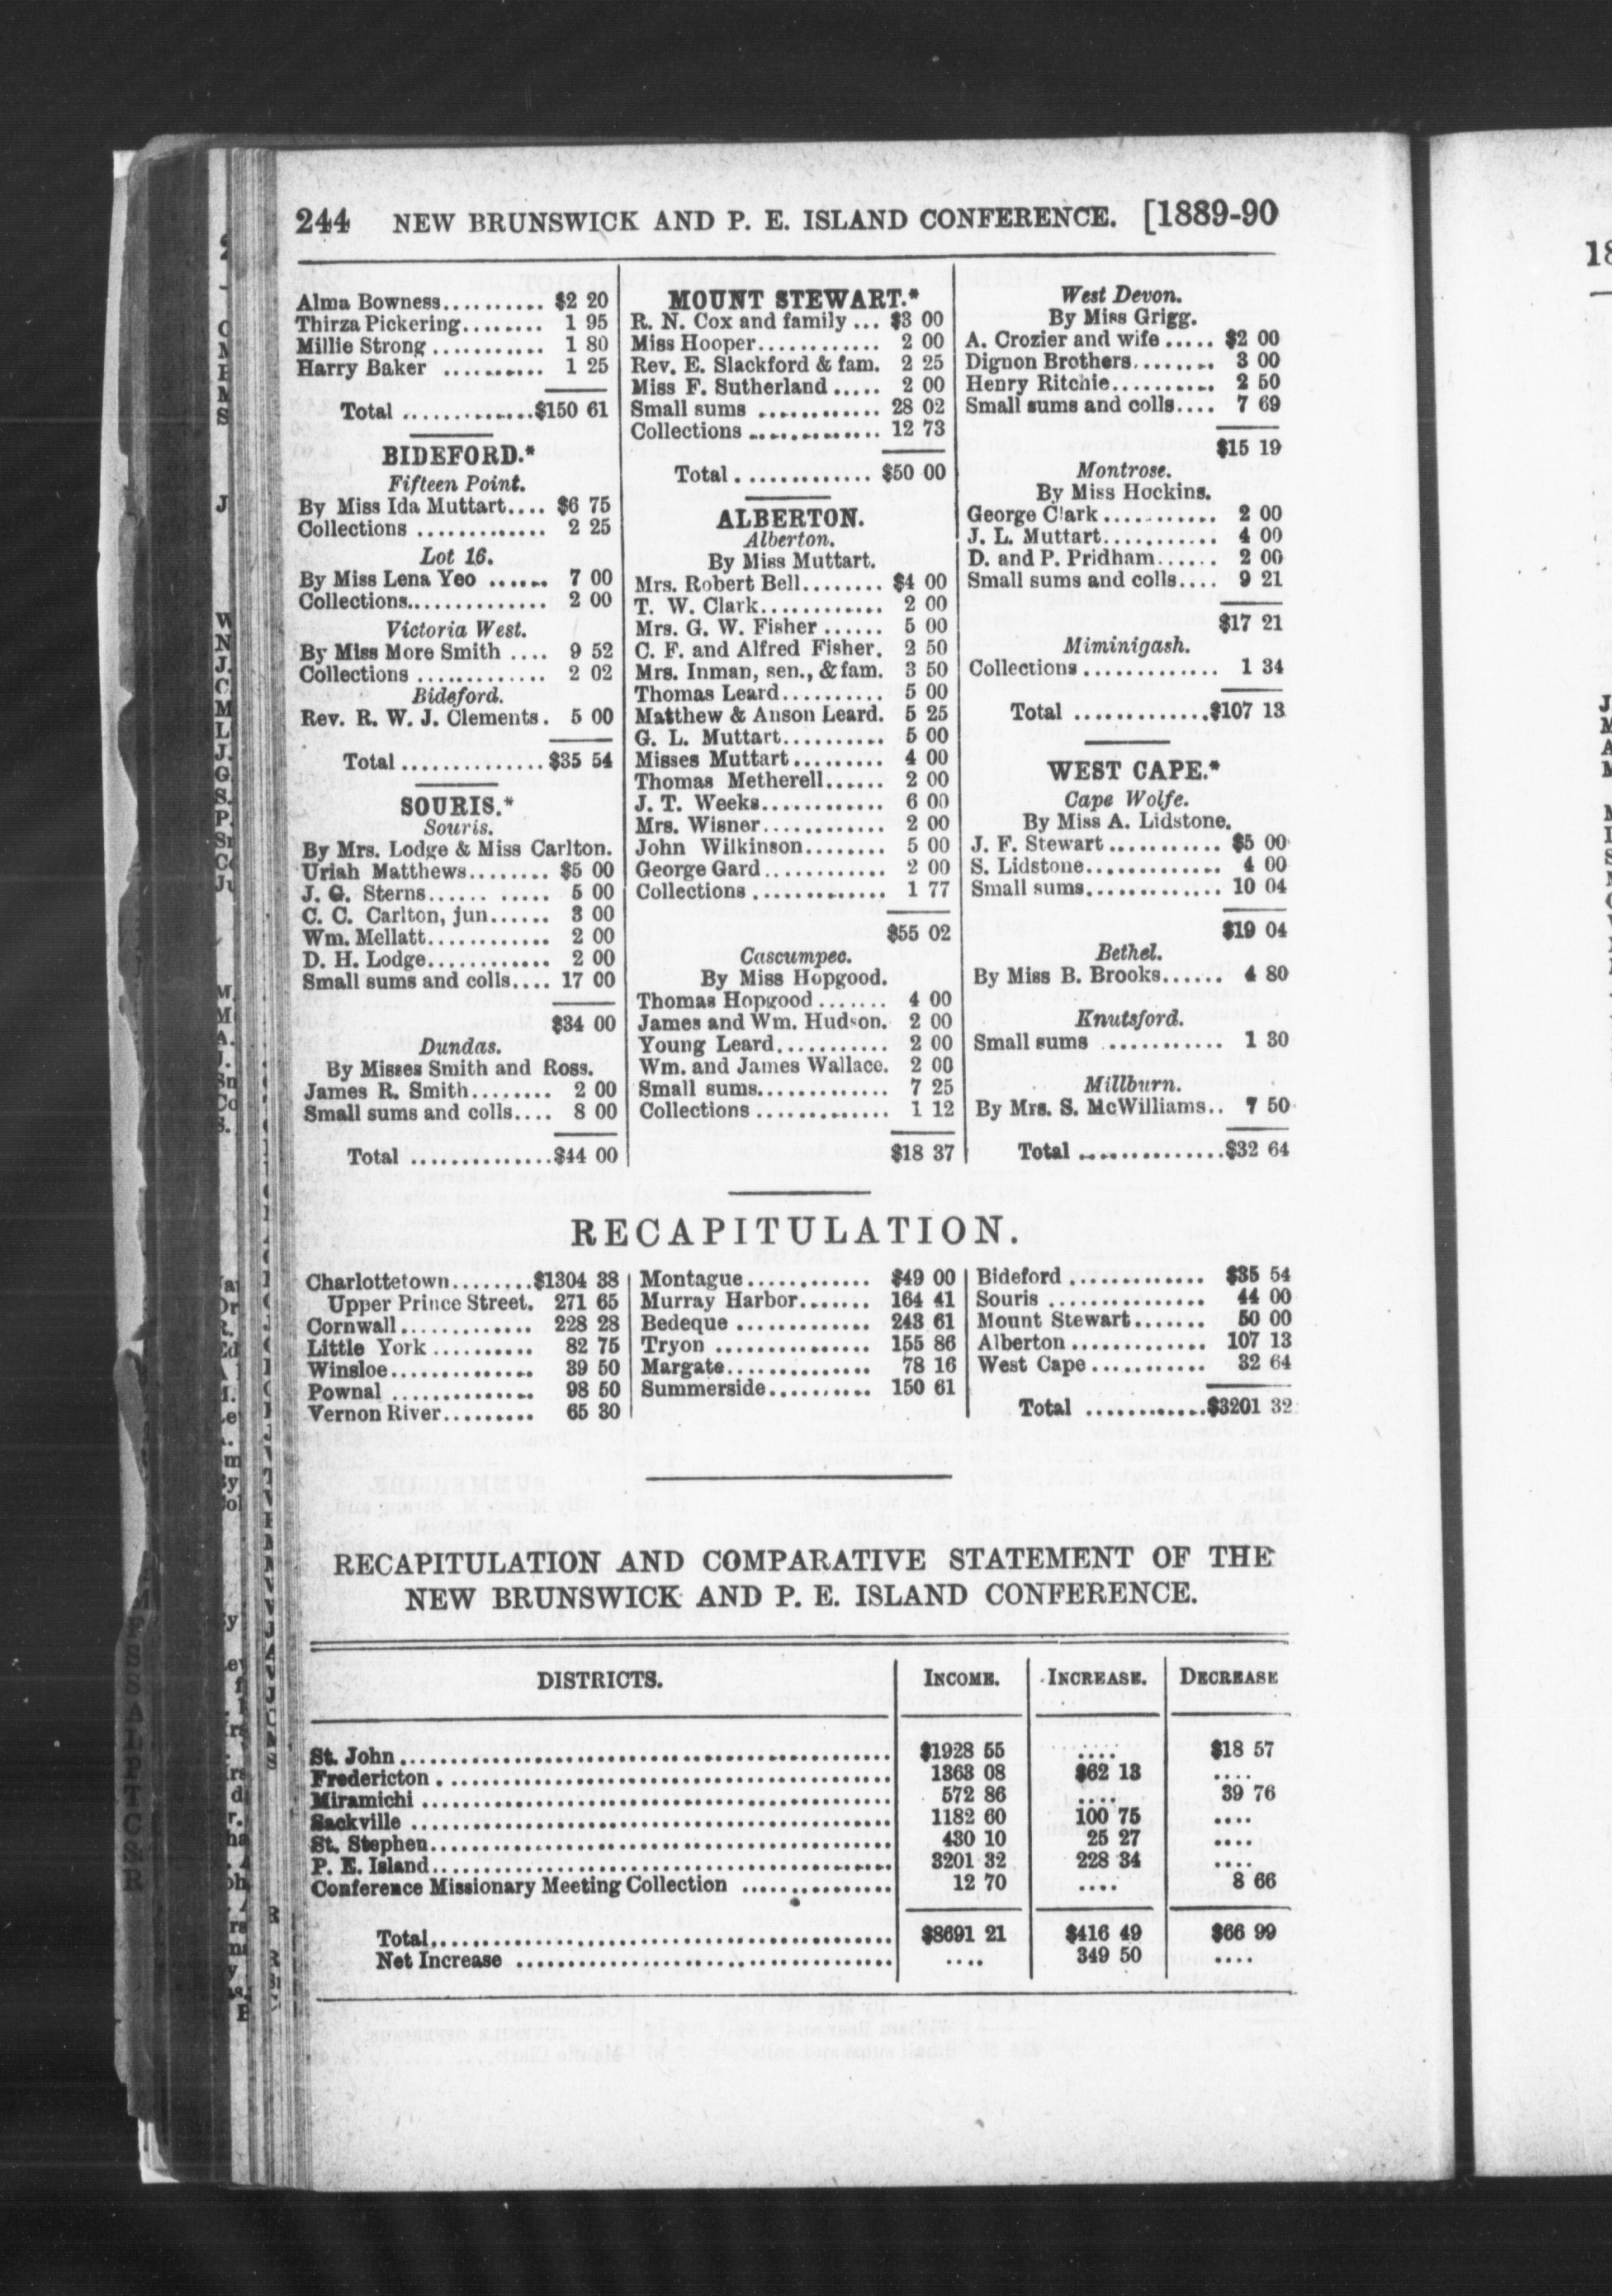 244 NEW BRUNSWICK AND P. E. ISLAND CONFERENCE. [1889-90
Alma Bowness.......... $2 20
Thirza Pickering........ 1 95
Millie Strong ........... 1 80
Harry Baker .......... 1 25
Total .............$150 61
BIDEFORD.*
Fifteen Point.
By Miss Ida Muttart.... $6 75
Collections ............. 2 25
Lot 16.
By Miss Lena Yeo ...... 7 00
Collections.............. 2 00
Victoria West.
By Miss More Smith .... 9 52
Collections ............. 2 02
Bideford.
Rev. R. W. J. Clements. 5 00
Total .............. $35 54
SOURIS.*
Souris.
By Mrs. Lodge & Miss Carlton.
Uriah Matthews........ $5 00
J. G. Sterns...... ..... 5 00
C. C. Carlton, jun...... 3 00
Wm. Mellatt............ 2 00
D. H. Lodge............ 2 00
Small sums and colls.... 17 00
$34 00
Dundas.
By Misses Smith and Ross.
James R. Smith........ 2 00
Small sums and colls.... 8 00
Total ..............$44 00
MOUNT STEWART.*
R. N. Cox and family ... $3 00
Miss Hooper............ 2 00
Rev. E. Slackford & fam. 2 25
Miss F. Sutherland ..... 2 00
Small sums ............ 28 02
Collections ............. 12 73
Total ............. $50 00
ALBERTON.
Alberton.
By Miss Muttart.
Mrs. Robert Bell........ $4 00
T. W. Clark............ 2 00
Mrs. G. W. Fisher ...... 5 00
C. F. and Alfred Fisher. 2 50
Mrs. Inman, sen., & fam. 3 50
Thomas Leard.......... 5 00
Matthew & Anson Leard. 5 25
G. L. Muttart.......... 5 00
Misses Muttart......... 4 00
Thomas Metherell...... 2 00
J. T. Weeks............ 6 00
Mrs. Wisner............ 2 00
John Wilkinson........ 5 00
George Gard............ 2 00
Collections ............. 1 77
$55 02
Cascumpec.
By Miss Hopgood.
Thomas Hopgood ....... 4 00
James and Wm. Hudson. 2 00
Young Leard........... 2 00
Wm. and James Wallace. 2 00
Small sums............. 7 25
Collections ............. 1 12
$18 37
West Devon.
By Miss Grigg.
A. Crozier and wife ..... $2 00
Dignon Brothers........ 3 00
Henry Ritchie.......... 2 50
Small sums and colls.... 7 69
$15 19
Montrose.
By Miss Hockins.
George Clark ........... 2 00
J. L. Muttart........... 4 00
D. and P. Pridham...... 2 00
Small sums and colls.... 9 21
$17 21
Miminigash.
Collections ............. 1 34
Total .............$107 13
WEST CAPE.*
Cape Wolfe.
By Miss A. Lidstone.
J. F. Stewart ........... $5 00
S. Lidstone............. 4 00
Small sums............. 10 04
$19 04
Bethel.
By Miss B. Brooks...... 4 80
Knutsford.
Small sums ........... 1 30
Millburn.
By Mrs. S. McWilliams.. 7 50
Total ..............$32 64
RECAPITULATION.
Charlottetown........$1304 38
Upper Prince Street. 271 65
Cornwall............. 228 28
Little York .......... 82 75
Winsloe.............. 39 50
Pownal .............. 98 50
Vernon River......... 65 30
Montague............ $49 00
Murray Harbor....... 164 41
Bedeque ............. 243 61
Tryon ............... 155 86
Margate.............. 78 16
Summerside.......... 150 61
Bideford ............. $35 54
Souris ............... 44 00
Mount Stewart....... 50 00
Alberton ............. 107 13
West Cape ........... 32 64
Total ............$3201 32
RECAPITULATION AND COMPARATIVE STATEMENT OF THE
NEW BRUNSWICK AND P. E. ISLAND CONFERENCE.
DISTRICTS. INCOME. INCREASE. DECREASE
St. John................ $1928 55 .... $18 57
Fredericton ................ 1363 08 $62 13 ....
Miramichi ................ 572 86 .... 39 76
Sackville ................ 1182 60 100 75 ....
St. Stephen................ 430 10 25 27 ....
P. E. Island................ 3201 32 228 34 ....
Conference Missionary Meeting Collection ............... 12 70 .... 8 66
Total................ $8691 21 $416 49 $66 99
Net Increase ................ .... 349 50 ....